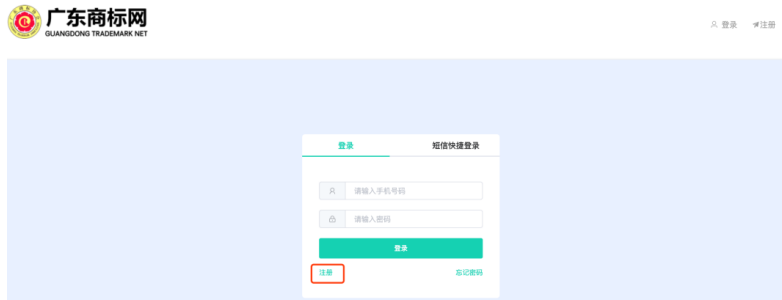 广东商标网
GUANGDONG TRADEMARK NET
登录 注册
登录 短信快捷登录
请输入手机号码
请输入密码
登录
注册 忘记密码